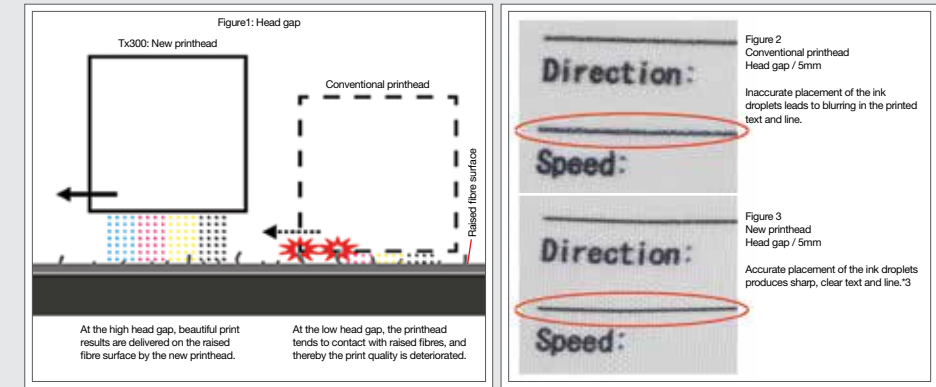 Figure1: Head gap
Tx300: New printhead
Conventional printhead
Raised fibre surface
At the high head gap, beautiful print
results are delivered on the raised
fibre surface by the new printhead.
At the low head gap, the printhead
tends to contact with raised fibres, and
thereby the print quality is deteriorated.
Direction:
Speed:
Figure 2
Conventional printhead
Head gap / 5mm
Inaccurate placement of the ink
droplets leads to blurring in the printed
text and line.
Direction:
Speed:
Figure 3
New printhead
Head gap / 5mm
Accurate placement of the ink droplets
produces sharp, clear text and line.*3